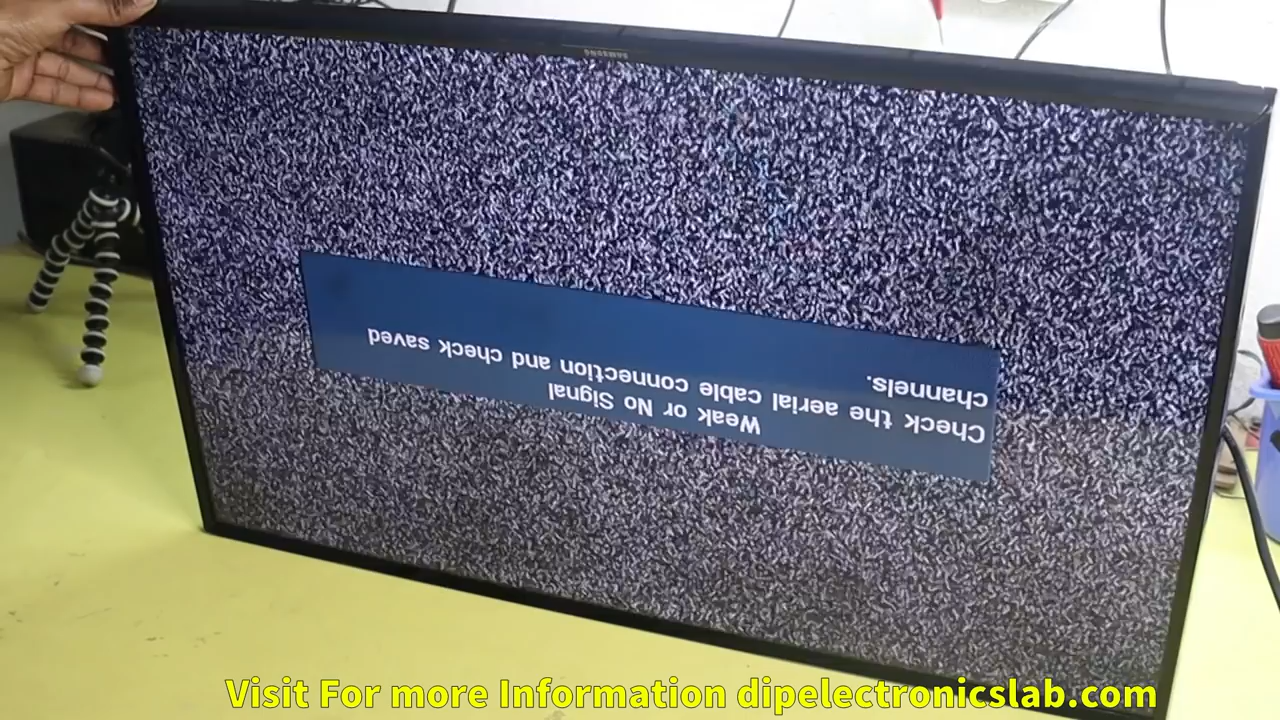 SAMSUNG
Weak or No Signal
Check the aerial cable connection and check saved
channels.
Visit For more Information dipelectronicslab.com